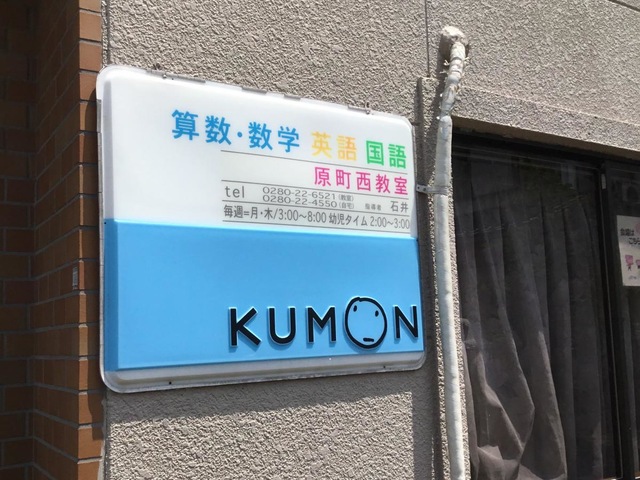 算数・数学 英語 国語
原町西教室
tel 0280-22-6521(教室)
0280-22-4550(自宅) 指導者 石井
毎週=月・木/3:00〜8:00 幼児タイム 2:00〜3:00
KUMON